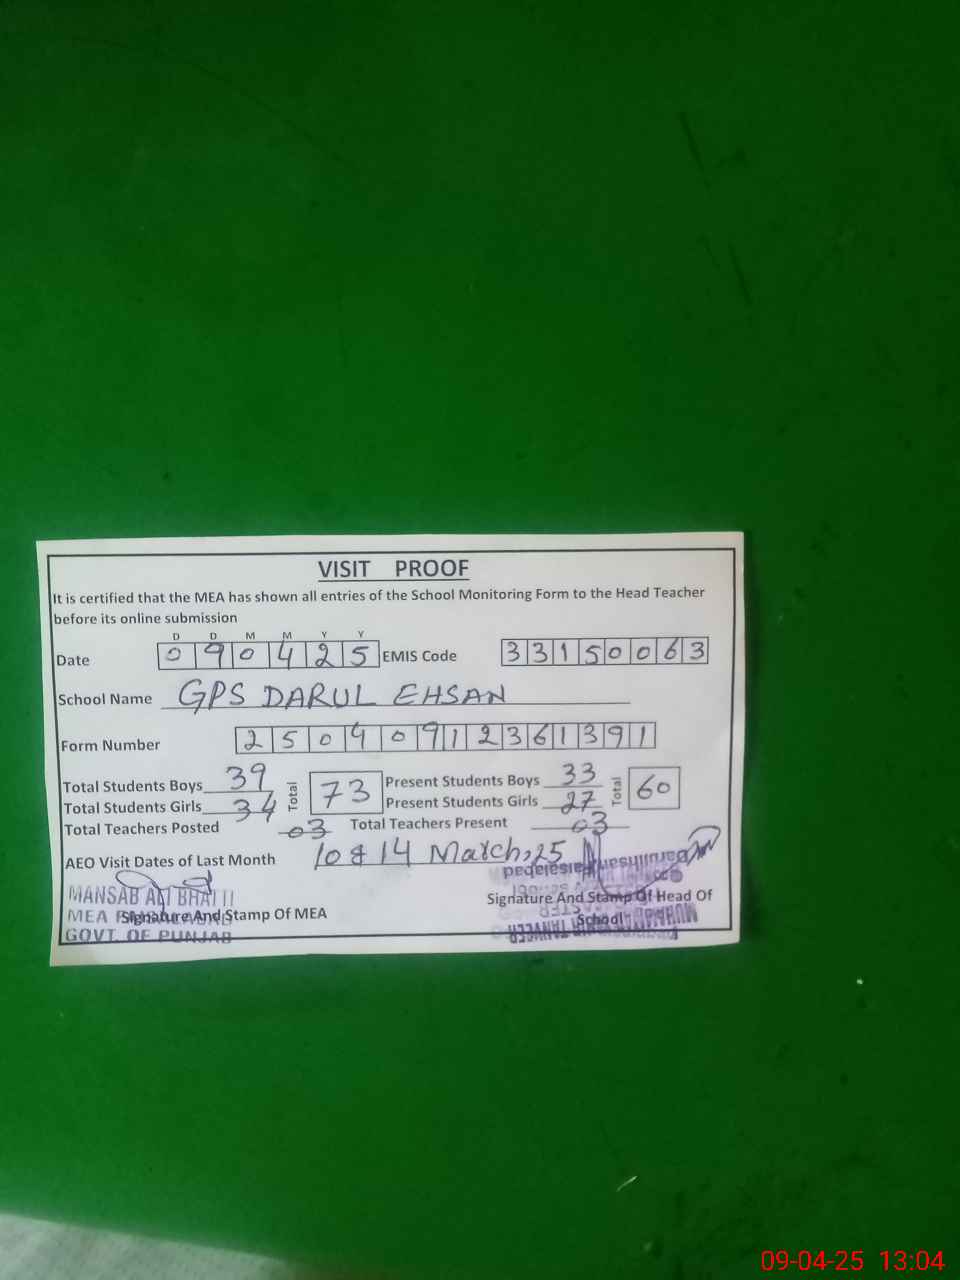 VISIT PROOF
It is certified that the MEA has shown all entries of the School Monitoring Form to the Head Teacher
before its online submission
D D M M Y Y
Date 0 9 0 4 2 5 EMIS Code 3 3 1 5 0 0 6 3
School Name GPS DARUL EHSAN
Form Number 2 5 0 4 0 9 1 2 3 6 1 3 9 1
Total Students Boys 39 Total 73 Present Students Boys 33 Total 60
Total Students Girls 34 Present Students Girls 27
Total Teachers Posted 03 Total Teachers Present 03
AEO Visit Dates of Last Month 10 & 14 March, 25
MANSAB ALI BHATTI
MEA
GOVT. OF PUNJAB
Signature And Stamp Of MEA
Signature And Stamp Of Head Of
School
Darulihsan Faisalabad
TANVEER
09-04-25 13:04